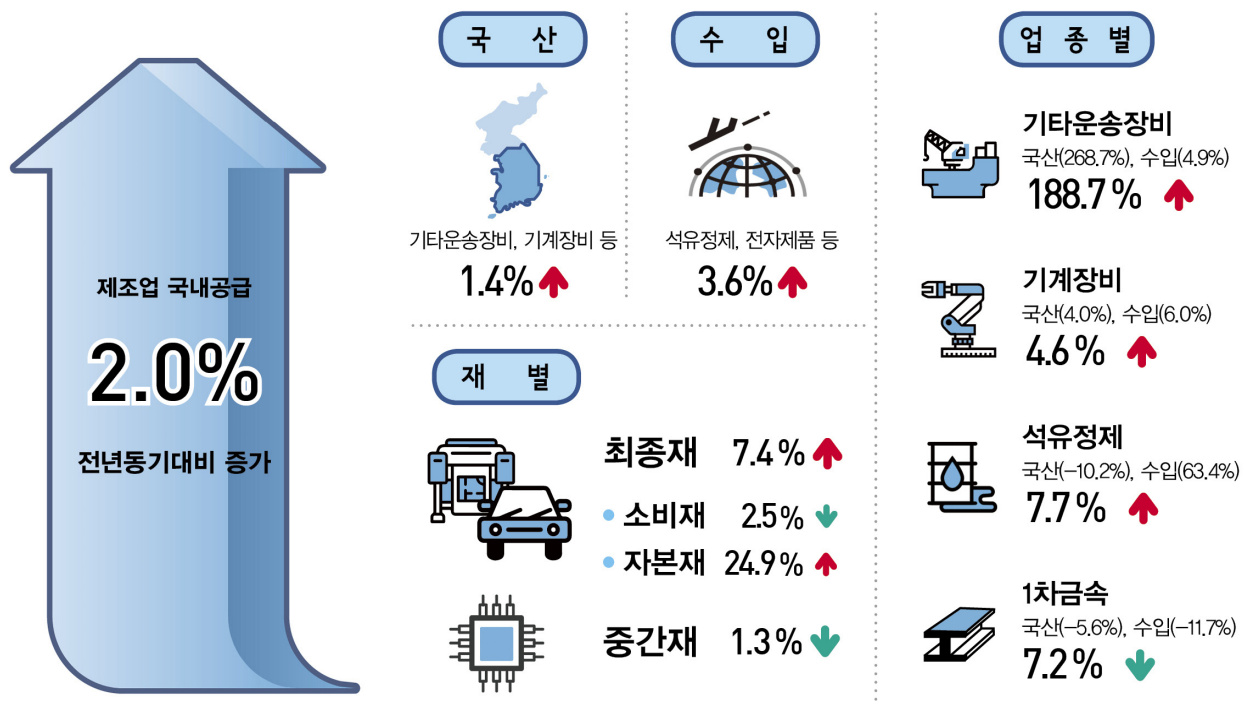 제조업 국내공급
2.0%
전년동기대비 증가
국 산
기타운송장비, 기계장비 등
1.4%
수 입
석유정제, 전자제품 등
3.6%
재 별
최종재 7.4%
• 소비재 2.5%
• 자본재 24.9%
중간재 1.3%
업 종 별
기타운송장비
국산(268.7%), 수입(4.9%)
188.7%
기계장비
국산(4.0%), 수입(6.0%)
4.6%
석유정제
국산(-10.2%), 수입(63.4%)
7.7%
1차금속
국산(-5.6%), 수입(-11.7%)
7.2%